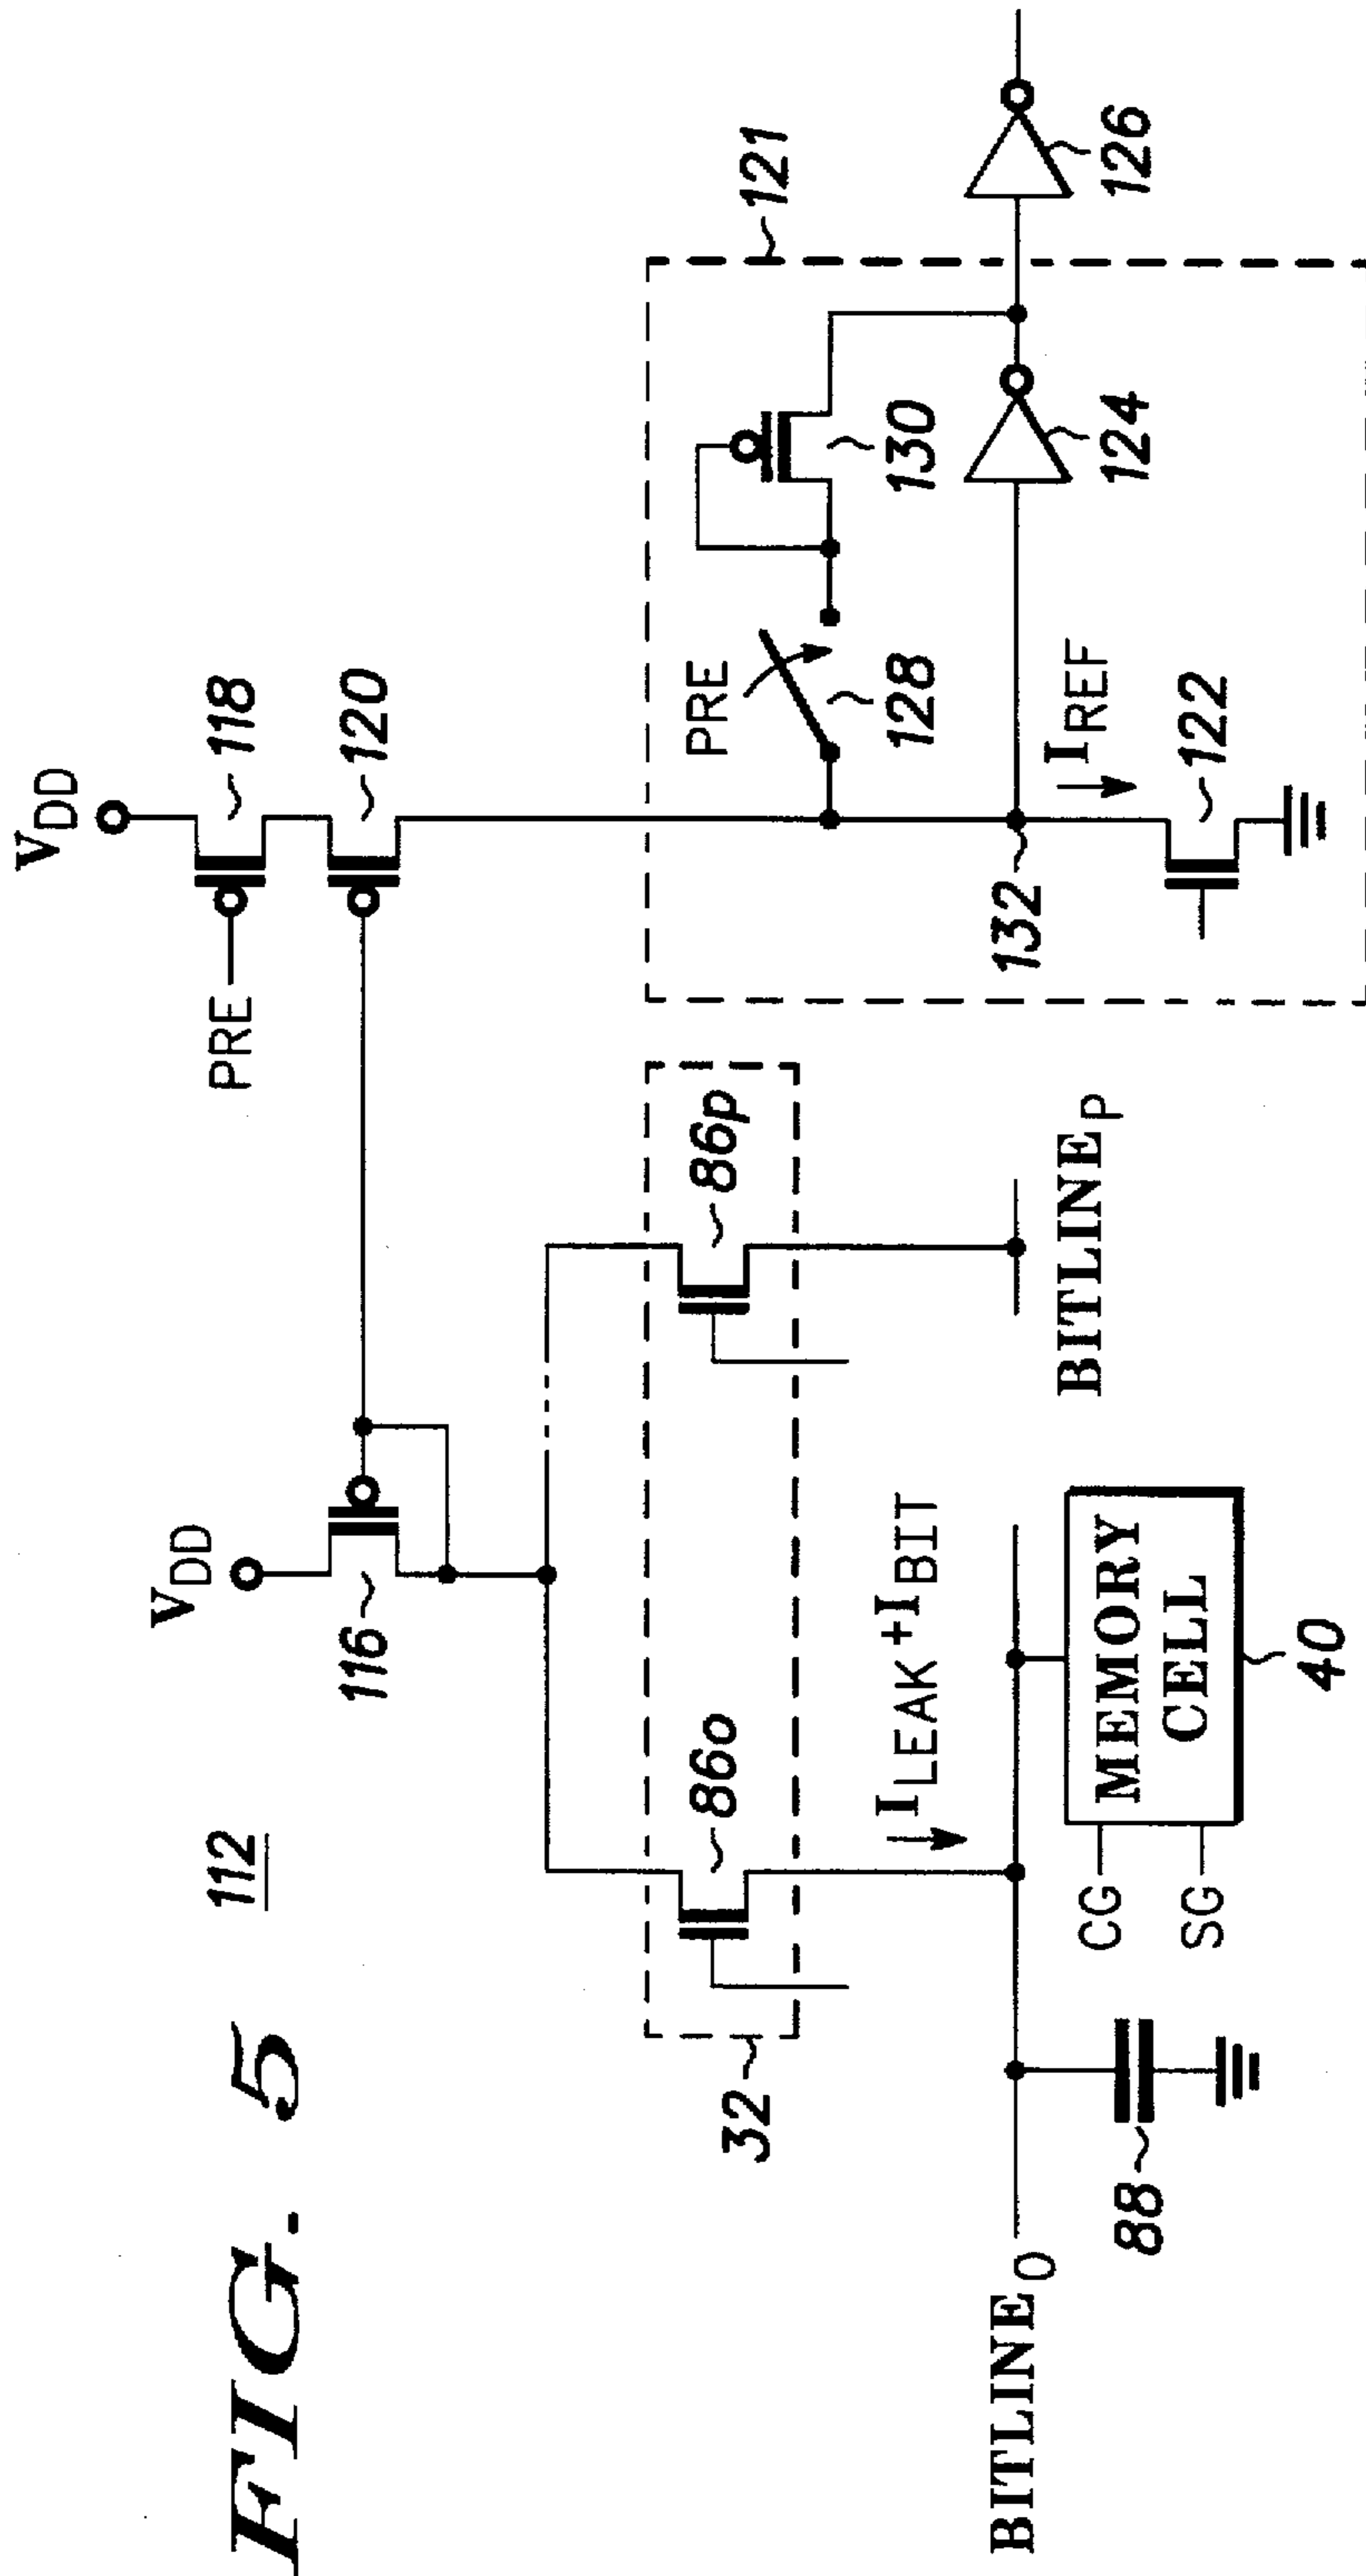 FIG. 5
112
VDD
116
VDD
118
PRE
120
32
86o
86p
121
PRE
128
130
ILEAK+IBIT
BITLINE0
88
CG
SG
MEMORY
CELL
40
BITLINEP
132
IREF
122
124
126